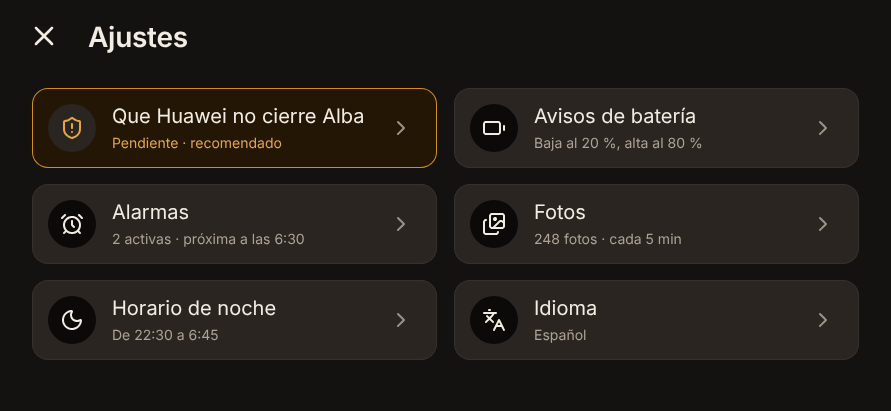 Ajustes
Que Huawei no cierre Alba
Pendiente · recomendado
Avisos de batería
Baja al 20 %, alta al 80 %
Alarmas
2 activas · próxima a las 6:30
Fotos
248 fotos · cada 5 min
Horario de noche
De 22:30 a 6:45
Idioma
Español